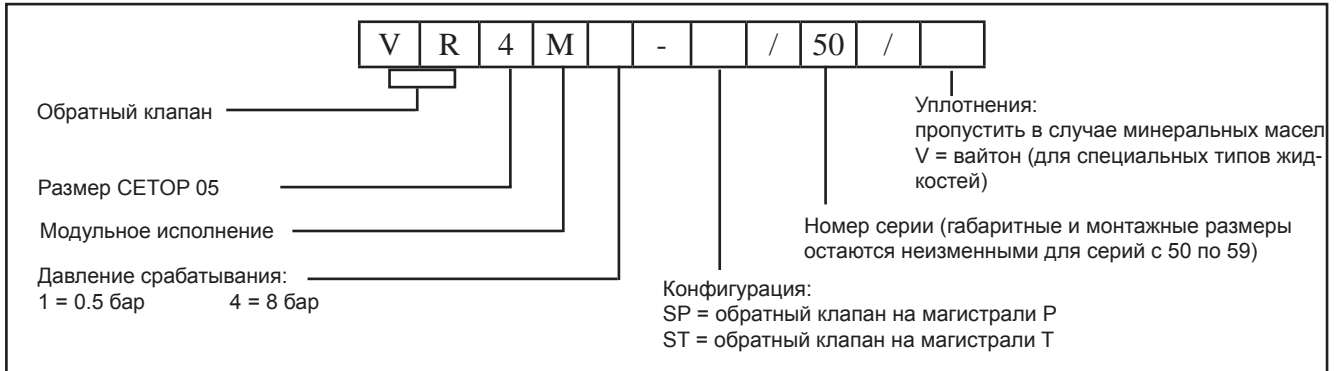 V R 4 M - / 50 /
Обратный клапан
Размер CETOP 05
Модульное исполнение
Давление срабатывания:
1 = 0.5 бар 4 = 8 бар
Уплотнения:
пропустить в случае минеральных масел
V = вайтон (для специальных типов жид-
костей)
Номер серии (габаритные и монтажные размеры
остаются неизменными для серий с 50 по 59)
Конфигурация:
SP = обратный клапан на магистрали P
ST = обратный клапан на магистрали T